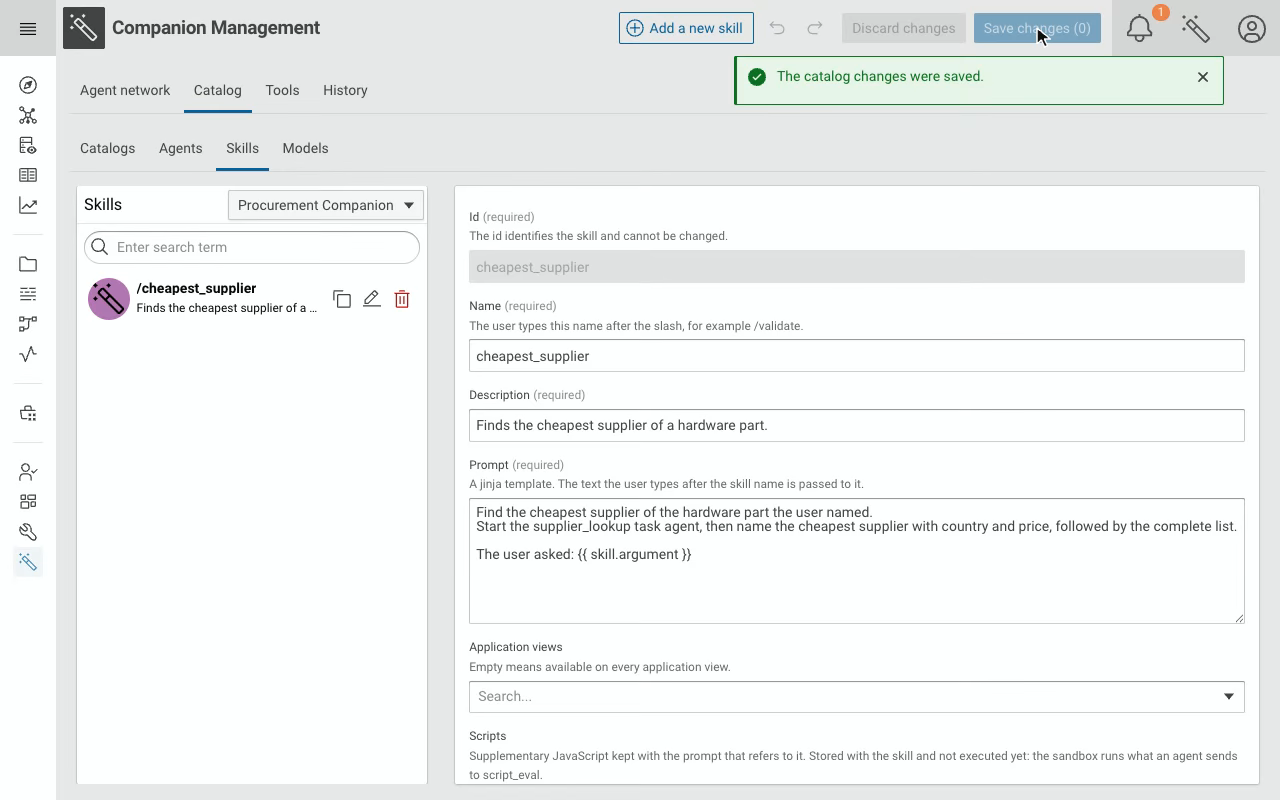 Companion Management
Add a new skill
Discard changes
Save changes (0)
1
The catalog changes were saved.
Agent network
Catalog
Tools
History
Catalogs
Agents
Skills
Models
Skills
Procurement Companion
Enter search term
/cheapest_supplier
Finds the cheapest supplier of a ...
Id (required)
The id identifies the skill and cannot be changed.
cheapest_supplier
Name (required)
The user types this name after the slash, for example /validate.
cheapest_supplier
Description (required)
Finds the cheapest supplier of a hardware part.
Prompt (required)
A jinja template. The text the user types after the skill name is passed to it.
Find the cheapest supplier of the hardware part the user named.
Start the supplier_lookup task agent, then name the cheapest supplier with country and price, followed by the complete list.
The user asked: {{ skill.argument }}
Application views
Empty means available on every application view.
Search...
Scripts
Supplementary JavaScript kept with the prompt that refers to it. Stored with the skill and not executed yet: the sandbox runs what an agent sends
to script_eval.